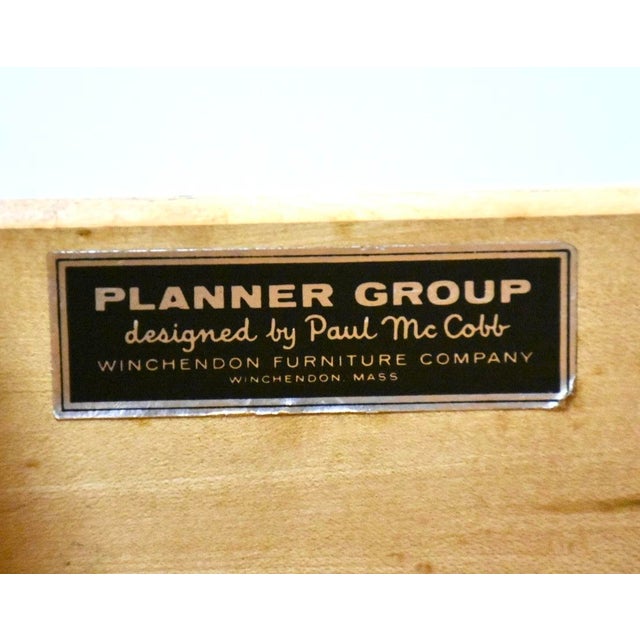 PLANNER GROUP
designed by Paul Mc Cobb
WINCHENDON FURNITURE COMPANY
WINCHENDON, MASS